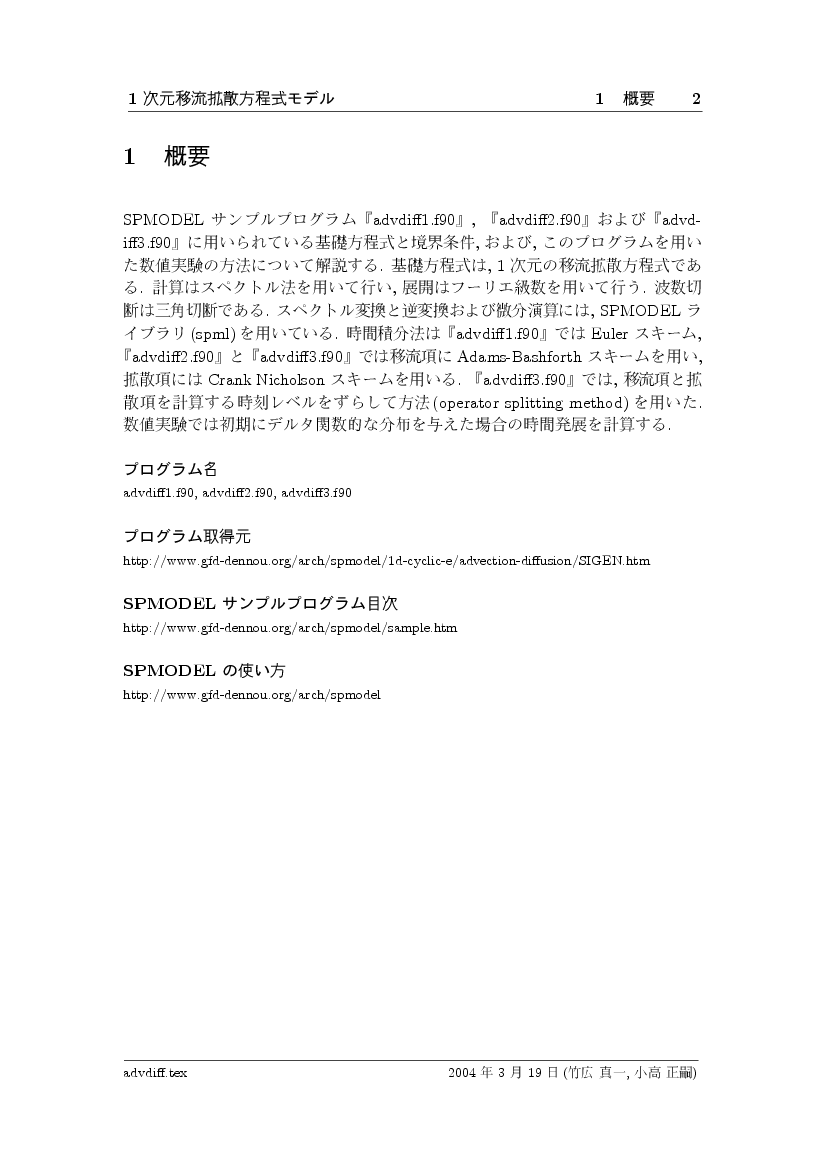 1 次元移流拡散方程式モデル 1 概要 2
1 概要
SPMODEL サンプルプログラム『advdiff1.f90』, 『advdiff2.f90』および『advd-
iff3.f90』に用いられている基礎方程式と境界条件, および, このプログラムを用い
た数値実験の方法について解説する. 基礎方程式は, 1 次元の移流拡散方程式であ
る. 計算はスペクトル法を用いて行い, 展開はフーリエ級数を用いて行う. 波数切
断は三角切断である. スペクトル変換と逆変換および微分演算には, SPMODEL ラ
イブラリ (spml) を用いている. 時間積分法は『advdiff1.f90』では Euler スキーム,
『advdiff2.f90』と『advdiff3.f90』では移流項に Adams-Bashforth スキームを用い,
拡散項には Crank Nicholson スキームを用いる. 『advdiff3.f90』では, 移流項と拡
散項を計算する時刻レベルをずらして方法 (operator splitting method) を用いた.
数値実験では初期にデルタ関数的な分布を与えた場合の時間発展を計算する.
プログラム名
advdiff1.f90, advdiff2.f90, advdiff3.f90
プログラム取得元
http://www.gfd-dennou.org/arch/spmodel/1d-cyclic-e/advection-diffusion/SIGEN.htm
SPMODEL サンプルプログラム目次
http://www.gfd-dennou.org/arch/spmodel/sample.htm
SPMODEL の使い方
http://www.gfd-dennou.org/arch/spmodel
advdiff.tex 2004 年 3 月 19 日 (竹広 真一, 小高 正嗣)